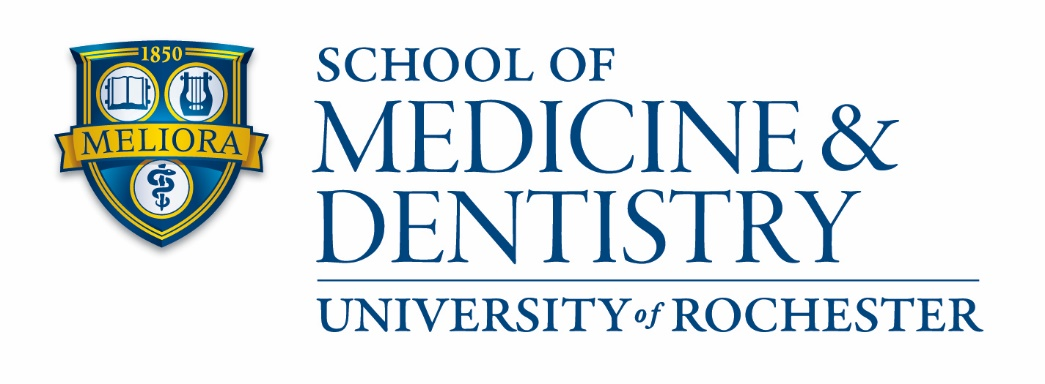 1850
MELIORA
SCHOOL OF
MEDICINE &
DENTISTRY
UNIVERSITY of ROCHESTER